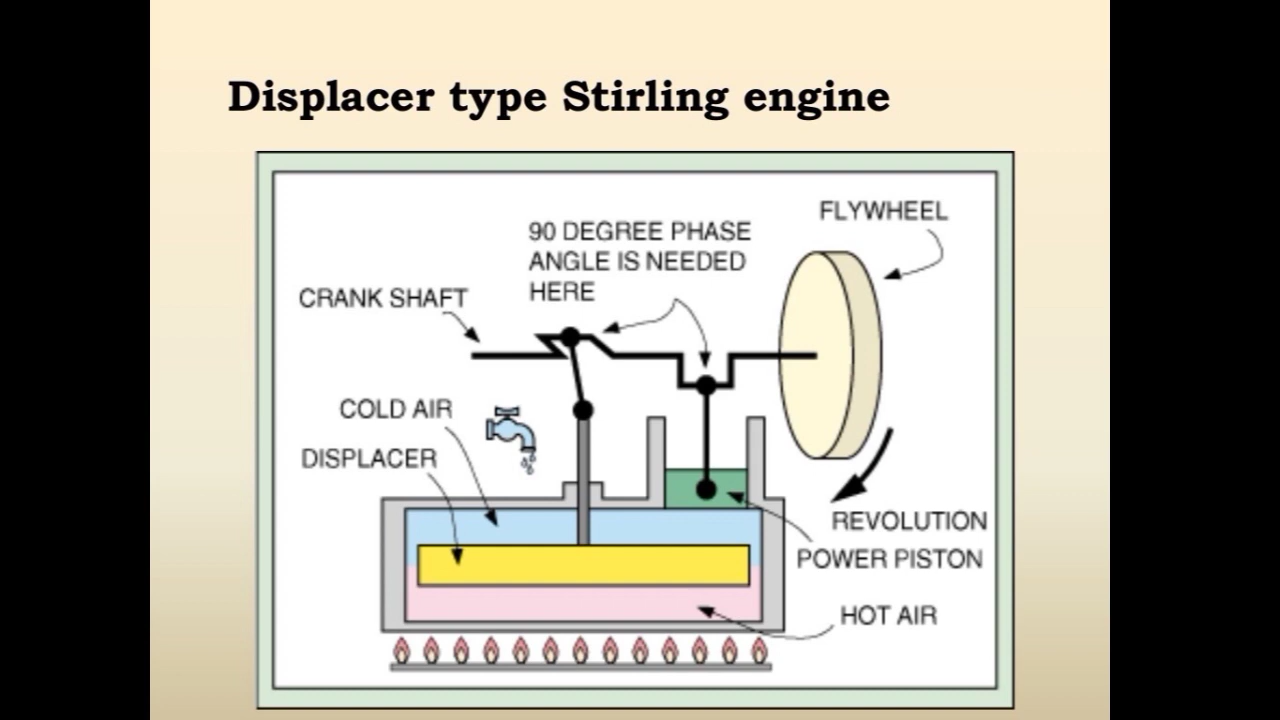 Displacer type Stirling engine
FLYWHEEL
90 DEGREE PHASE
ANGLE IS NEEDED
HERE
CRANK SHAFT
COLD AIR
DISPLACER
REVOLUTION
POWER PISTON
HOT AIR